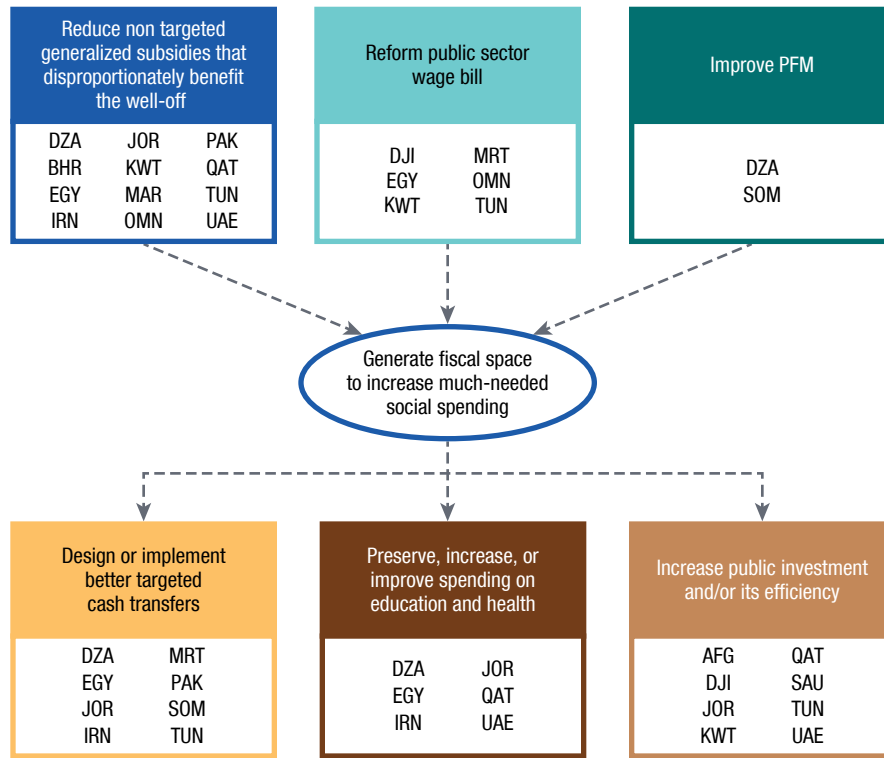 Reduce non targeted
generalized subsidies that
disproportionately benefit
the well-off
DZA JOR PAK
BHR KWT QAT
EGY MAR TUN
IRN OMN UAE
Reform public sector
wage bill
DJI MRT
EGY OMN
KWT TUN
Improve PFM
DZA
SOM
Generate fiscal space
to increase much-needed
social spending
Design or implement
better targeted
cash transfers
DZA MRT
EGY PAK
JOR SOM
IRN TUN
Preserve, increase, or
improve spending on
education and health
DZA JOR
EGY QAT
IRN UAE
Increase public investment
and/or its efficiency
AFG QAT
DJI SAU
JOR TUN
KWT UAE